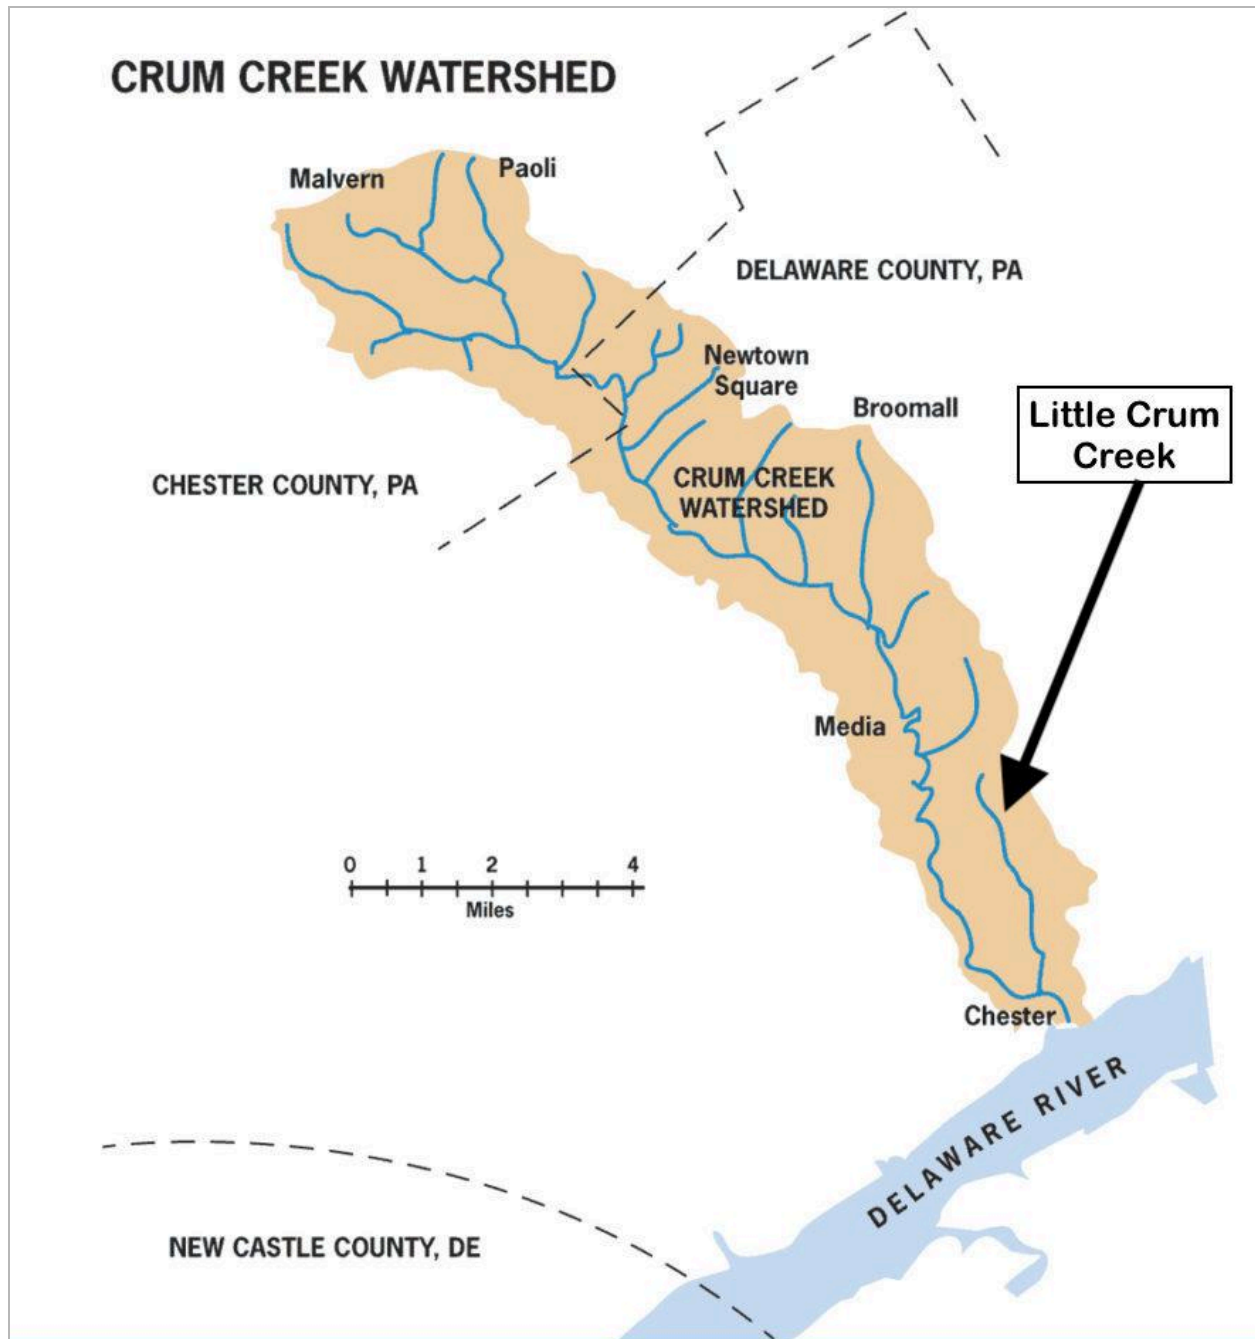 CRUM CREEK WATERSHED
Malvern
Paoli
DELAWARE COUNTY, PA
Newtown
Square
Broomall
Little Crum
Creek
CHESTER COUNTY, PA
CRUM CREEK
WATERSHED
Media
0 1 2 4
Miles
Chester
DELAWARE RIVER
NEW CASTLE COUNTY, DE